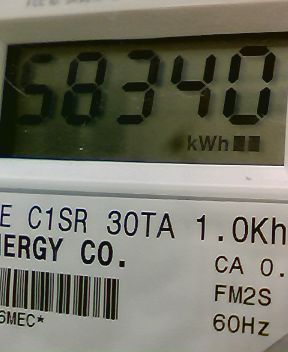 58340
kWh
E C1SR 30TA 1.0Kh
ERGY CO.
CA 0.
FM2S
6MEC*
60Hz